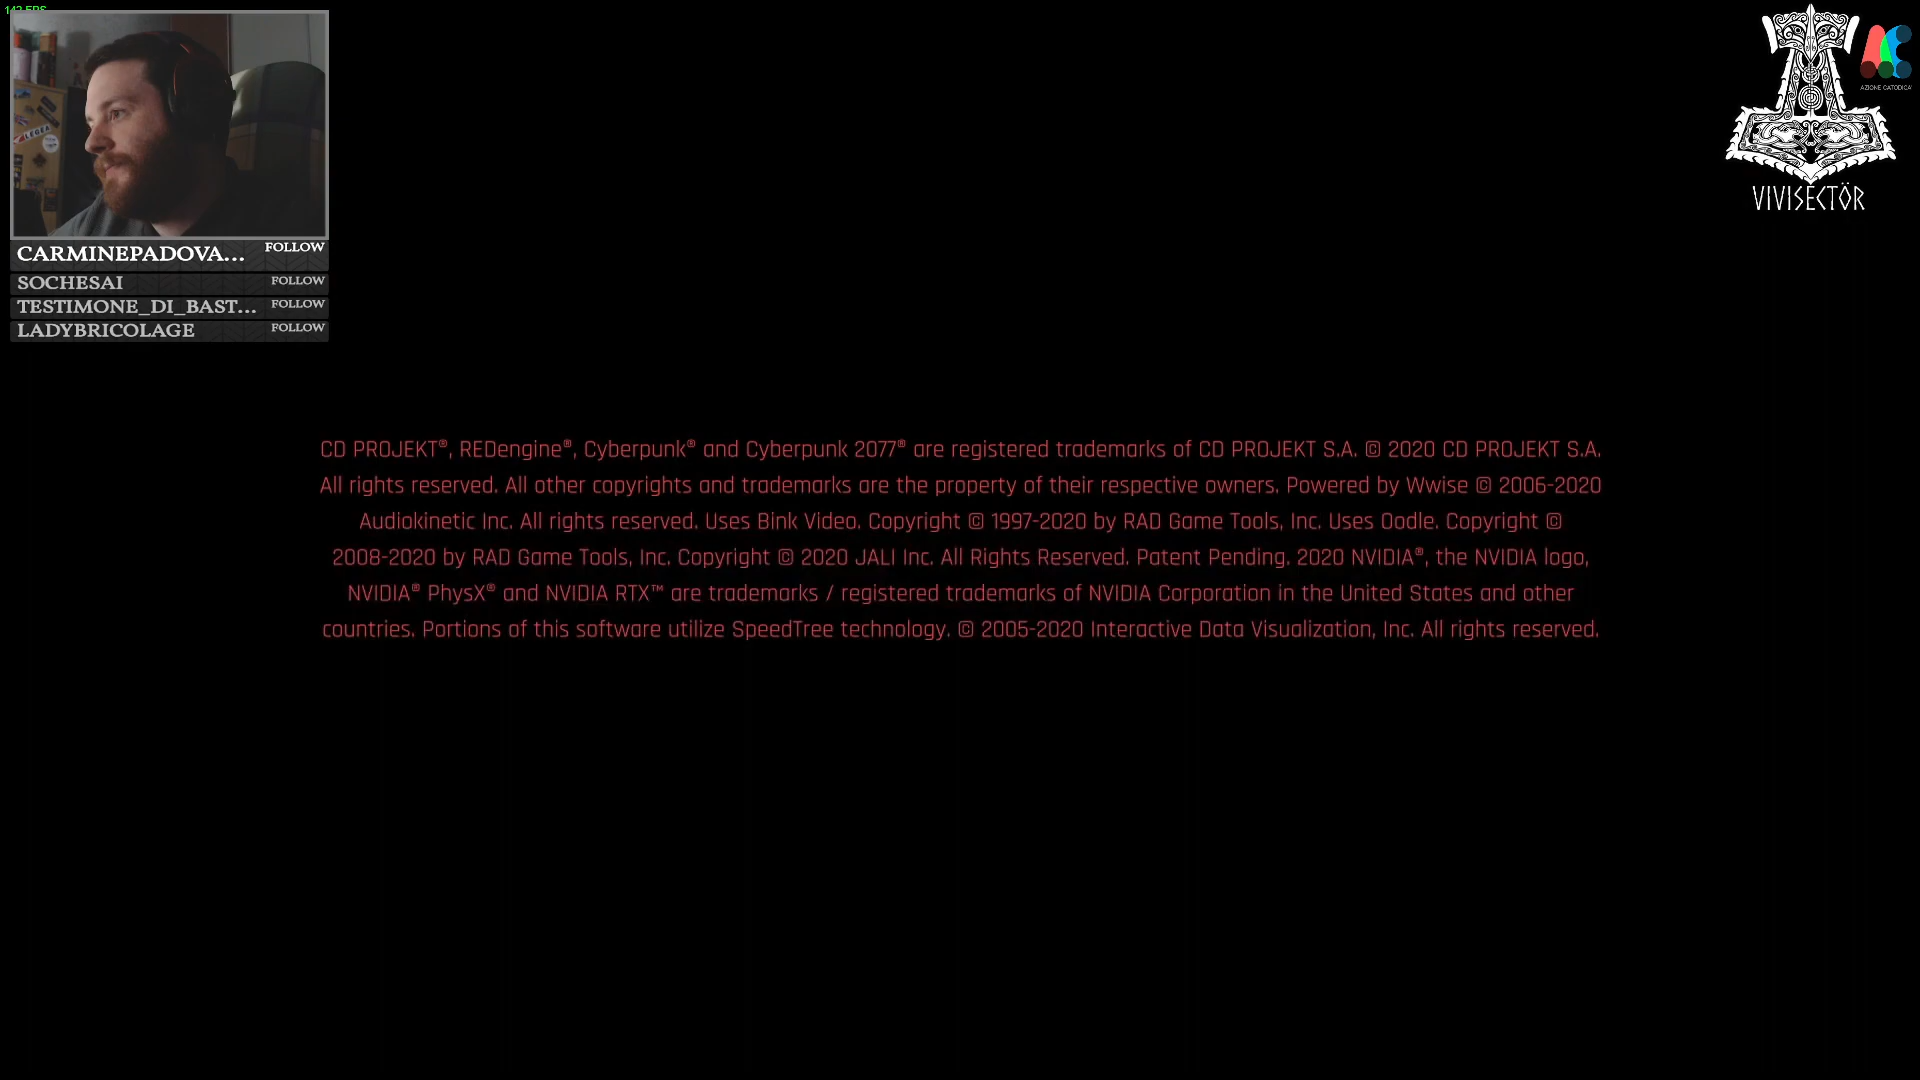 142 FPS
LEGEA
CARMINEPADOVA... FOLLOW
SOCHESAI FOLLOW
TESTIMONE_DI_BAST... FOLLOW
LADYBRICOLAGE FOLLOW
AZIONE CATODICA
VIVISECTÖR
CD PROJEKT®, REDengine®, Cyberpunk® and Cyberpunk 2077® are registered trademarks of CD PROJEKT S.A. © 2020 CD PROJEKT S.A.
All rights reserved. All other copyrights and trademarks are the property of their respective owners. Powered by Wwise © 2006-2020
Audiokinetic Inc. All rights reserved. Uses Bink Video. Copyright © 1997-2020 by RAD Game Tools, Inc. Uses Oodle. Copyright ©
2008-2020 by RAD Game Tools, Inc. Copyright © 2020 JALI Inc. All Rights Reserved. Patent Pending. 2020 NVIDIA®, the NVIDIA logo,
NVIDIA® PhysX® and NVIDIA RTX™ are trademarks / registered trademarks of NVIDIA Corporation in the United States and other
countries. Portions of this software utilize SpeedTree technology. © 2005-2020 Interactive Data Visualization, Inc. All rights reserved.